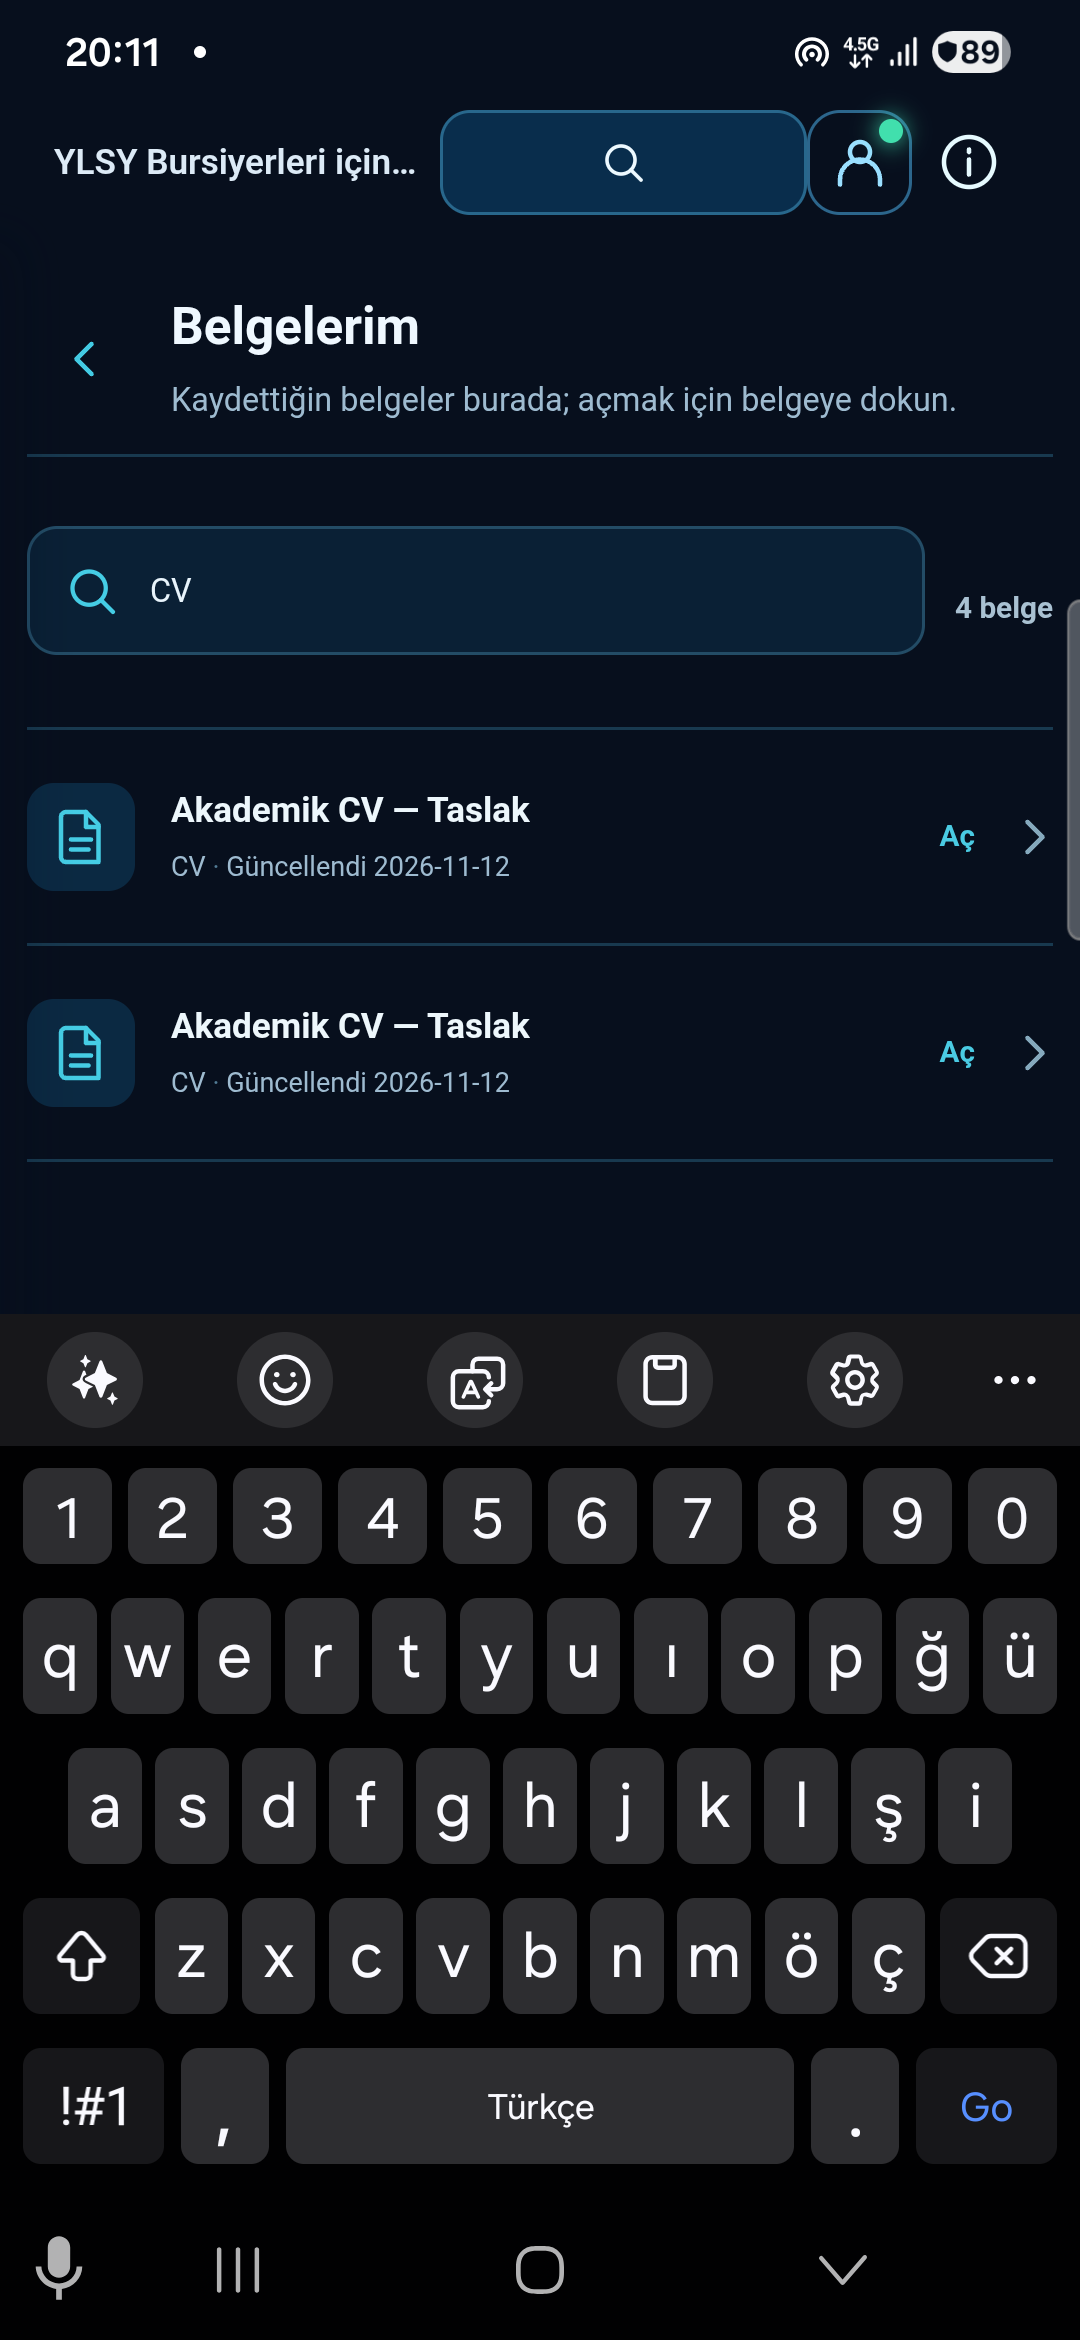 20:11
4.5G
89
YLSY Bursiyerleri için...
Belgelerim
Kaydettiğin belgeler burada; açmak için belgeye dokun.
CV
4 belge
Akademik CV — Taslak
CV · Güncellendi 2026-11-12
Aç
Akademik CV — Taslak
CV · Güncellendi 2026-11-12
Aç
A
1 2 3 4 5 6 7 8 9 0
q w e r t y u ı o p ğ ü
a s d f g h j k l ş i
z x c v b n m ö ç
!#1 , Türkçe . Go